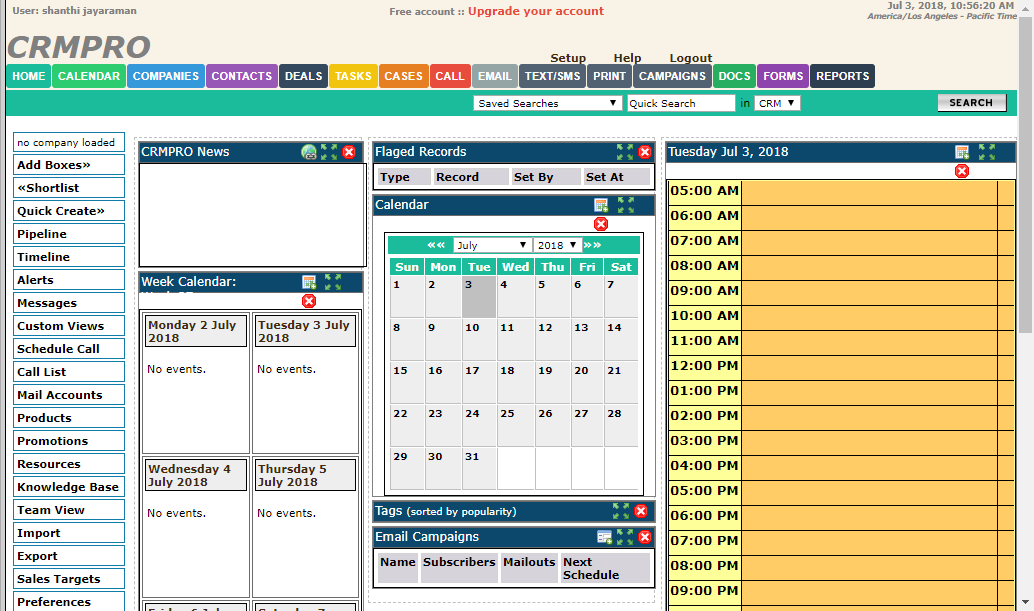 User: shanthi jayaraman
Free account :: Upgrade your account
Jul 3, 2018, 10:56:20 AM
America/Los Angeles - Pacific Time
CRMPRO
Setup Help Logout
HOME CALENDAR COMPANIES CONTACTS DEALS TASKS CASES CALL EMAIL TEXT/SMS PRINT CAMPAIGNS DOCS FORMS REPORTS
Saved Searches Quick Search in CRM SEARCH
no company loaded
Add Boxes»
«Shortlist
Quick Create»
Pipeline
Timeline
Alerts
Messages
Custom Views
Schedule Call
Call List
Mail Accounts
Products
Promotions
Resources
Knowledge Base
Team View
Import
Export
Sales Targets
Preferences
CRMPRO News
Week Calendar:
Monday 2 July
2018
No events.
Tuesday 3 July
2018
No events.
Wednesday 4
July 2018
No events.
Thursday 5
July 2018
No events.
Flaged Records
Type Record Set By Set At
Calendar
«« July 2018 »»
Sun Mon Tue Wed Thu Fri Sat
1 2 3 4 5 6 7
8 9 10 11 12 13 14
15 16 17 18 19 20 21
22 23 24 25 26 27 28
29 30 31
Tags (sorted by popularity)
Email Campaigns
Name Subscribers Mailouts Next
Schedule
Tuesday Jul 3, 2018
05:00 AM
06:00 AM
07:00 AM
08:00 AM
09:00 AM
10:00 AM
11:00 AM
12:00 PM
01:00 PM
02:00 PM
03:00 PM
04:00 PM
05:00 PM
06:00 PM
07:00 PM
08:00 PM
09:00 PM